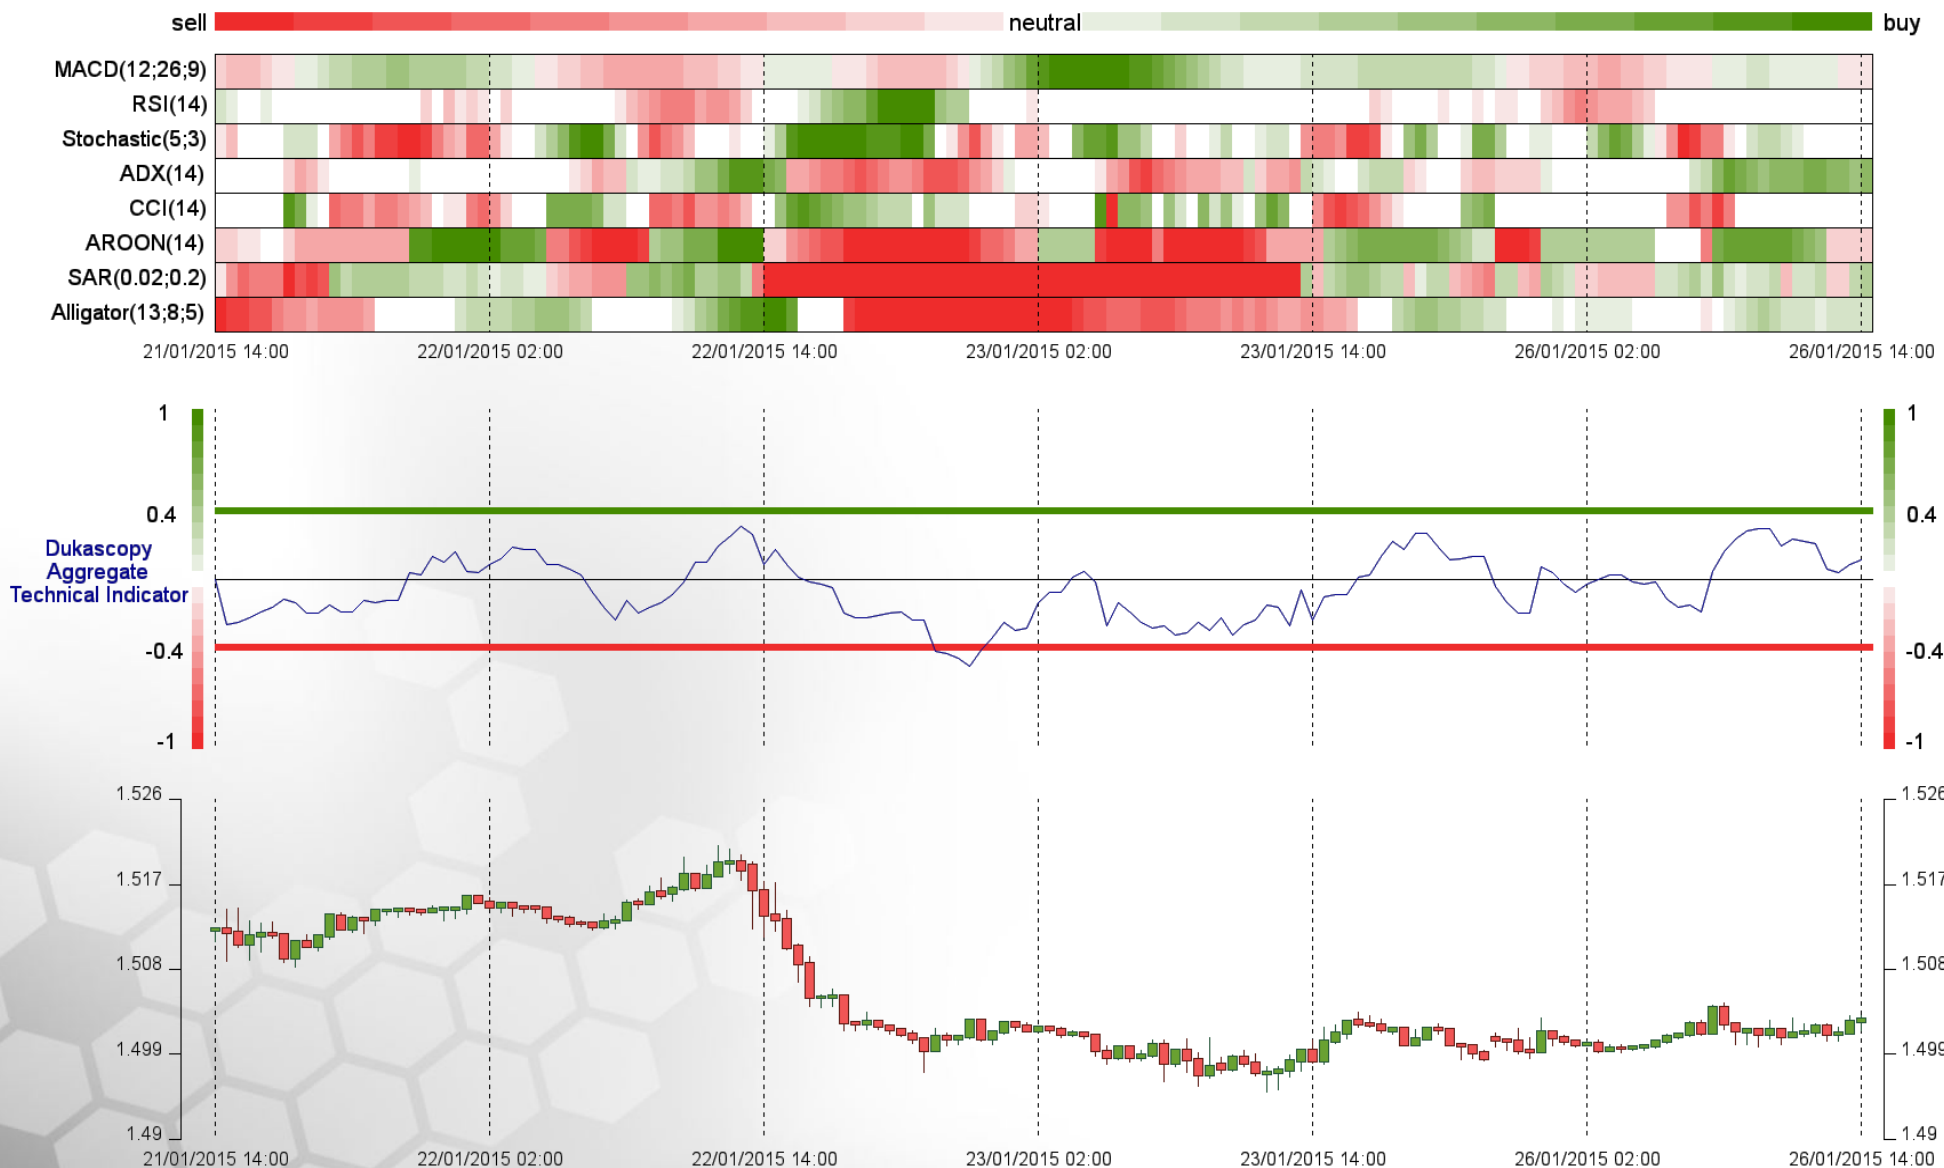 sell neutral buy
MACD(12;26;9)
RSI(14)
Stochastic(5;3)
ADX(14)
CCI(14)
AROON(14)
SAR(0.02;0.2)
Alligator(13;8;5)
21/01/2015 14:00 22/01/2015 02:00 22/01/2015 14:00 23/01/2015 02:00 23/01/2015 14:00 26/01/2015 02:00 26/01/2015 14:00
1 1
0.4 0.4
Dukascopy
Aggregate
Technical Indicator
-0.4 -0.4
-1 -1
1.526 1.526
1.517 1.517
1.508 1.508
1.499 1.499
1.49 1.49
21/01/2015 14:00 22/01/2015 02:00 22/01/2015 14:00 23/01/2015 02:00 23/01/2015 14:00 26/01/2015 02:00 26/01/2015 14:00